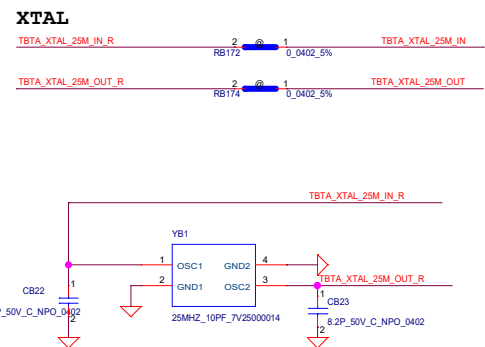 XTAL
TBTA_XTAL_25M_IN_R 2 @ 1 TBTA_XTAL_25M_IN
RB172 0_0402_5%
TBTA_XTAL_25M_OUT_R 2 @ 1 TBTA_XTAL_25M_OUT
RB174 0_0402_5%
TBTA_XTAL_25M_IN_R
YB1
1 OSC1 GND2 4
2 GND1 OSC2 3
TBTA_XTAL_25M_OUT_R
CB22 1
P_50V_C_NPO_0402
2
25MHZ_10PF_7V25000014
1 CB23
8.2P_50V_C_NPO_0402
2